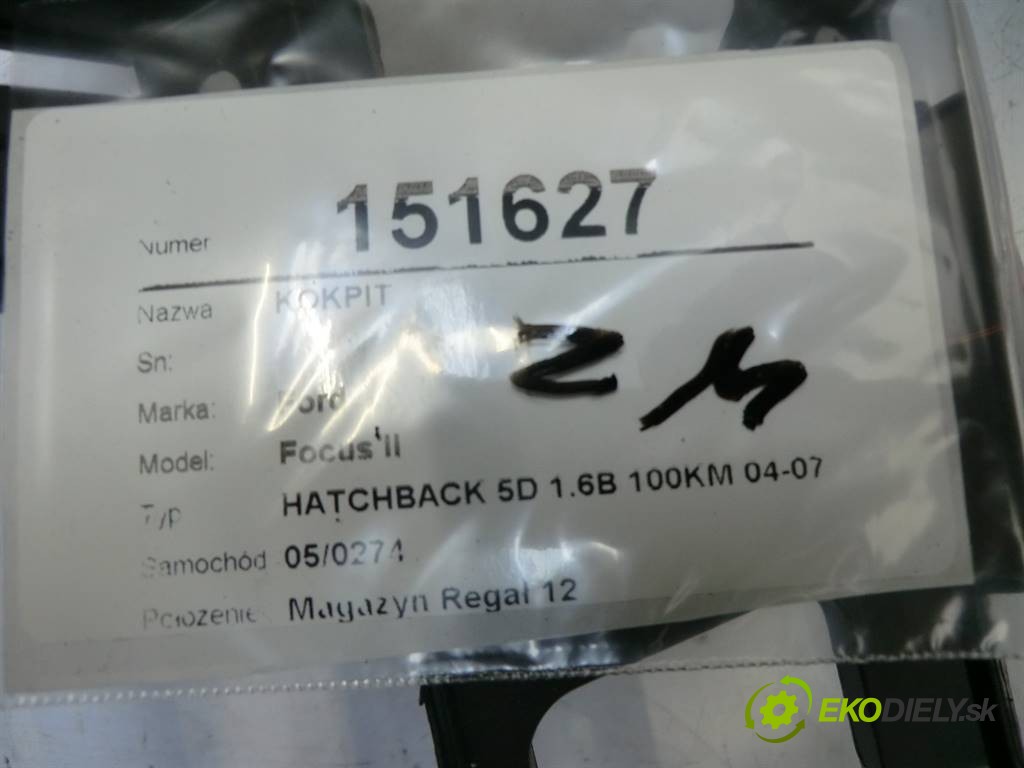 Numer 151627
Nazwa KOKPIT
Sn:
Marka: Ford
Model: Focus II
Typ HATCHBACK 5D 1.6B 100KM 04-07
Samochód 05/0274
Położenie Magazyn Regał 12
EKODIELY.sk